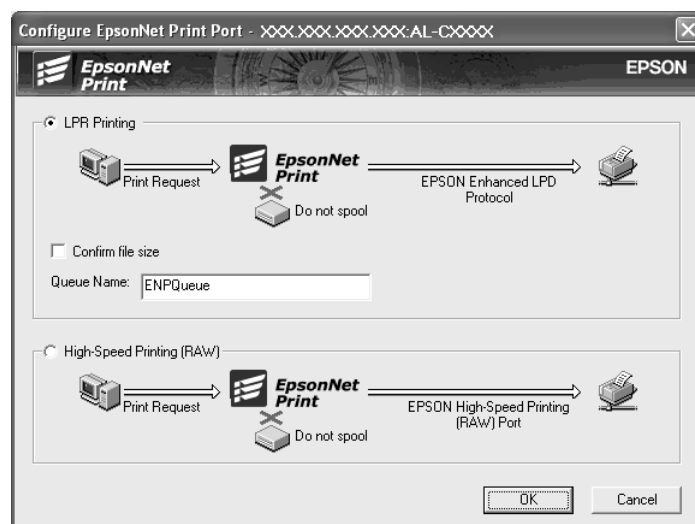 Configure EpsonNet Print Port - XXX.XXX.XXX.XXX:AL-CXXXX
EpsonNet
Print
EPSON
LPR Printing
Print Request
EpsonNet
Print
Do not spool
EPSON Enhanced LPD
Protocol
Confirm file size
Queue Name:
ENPQueue
High-Speed Printing (RAW)
Print Request
EpsonNet
Print
Do not spool
EPSON High-Speed Printing
(RAW) Port
OK
Cancel